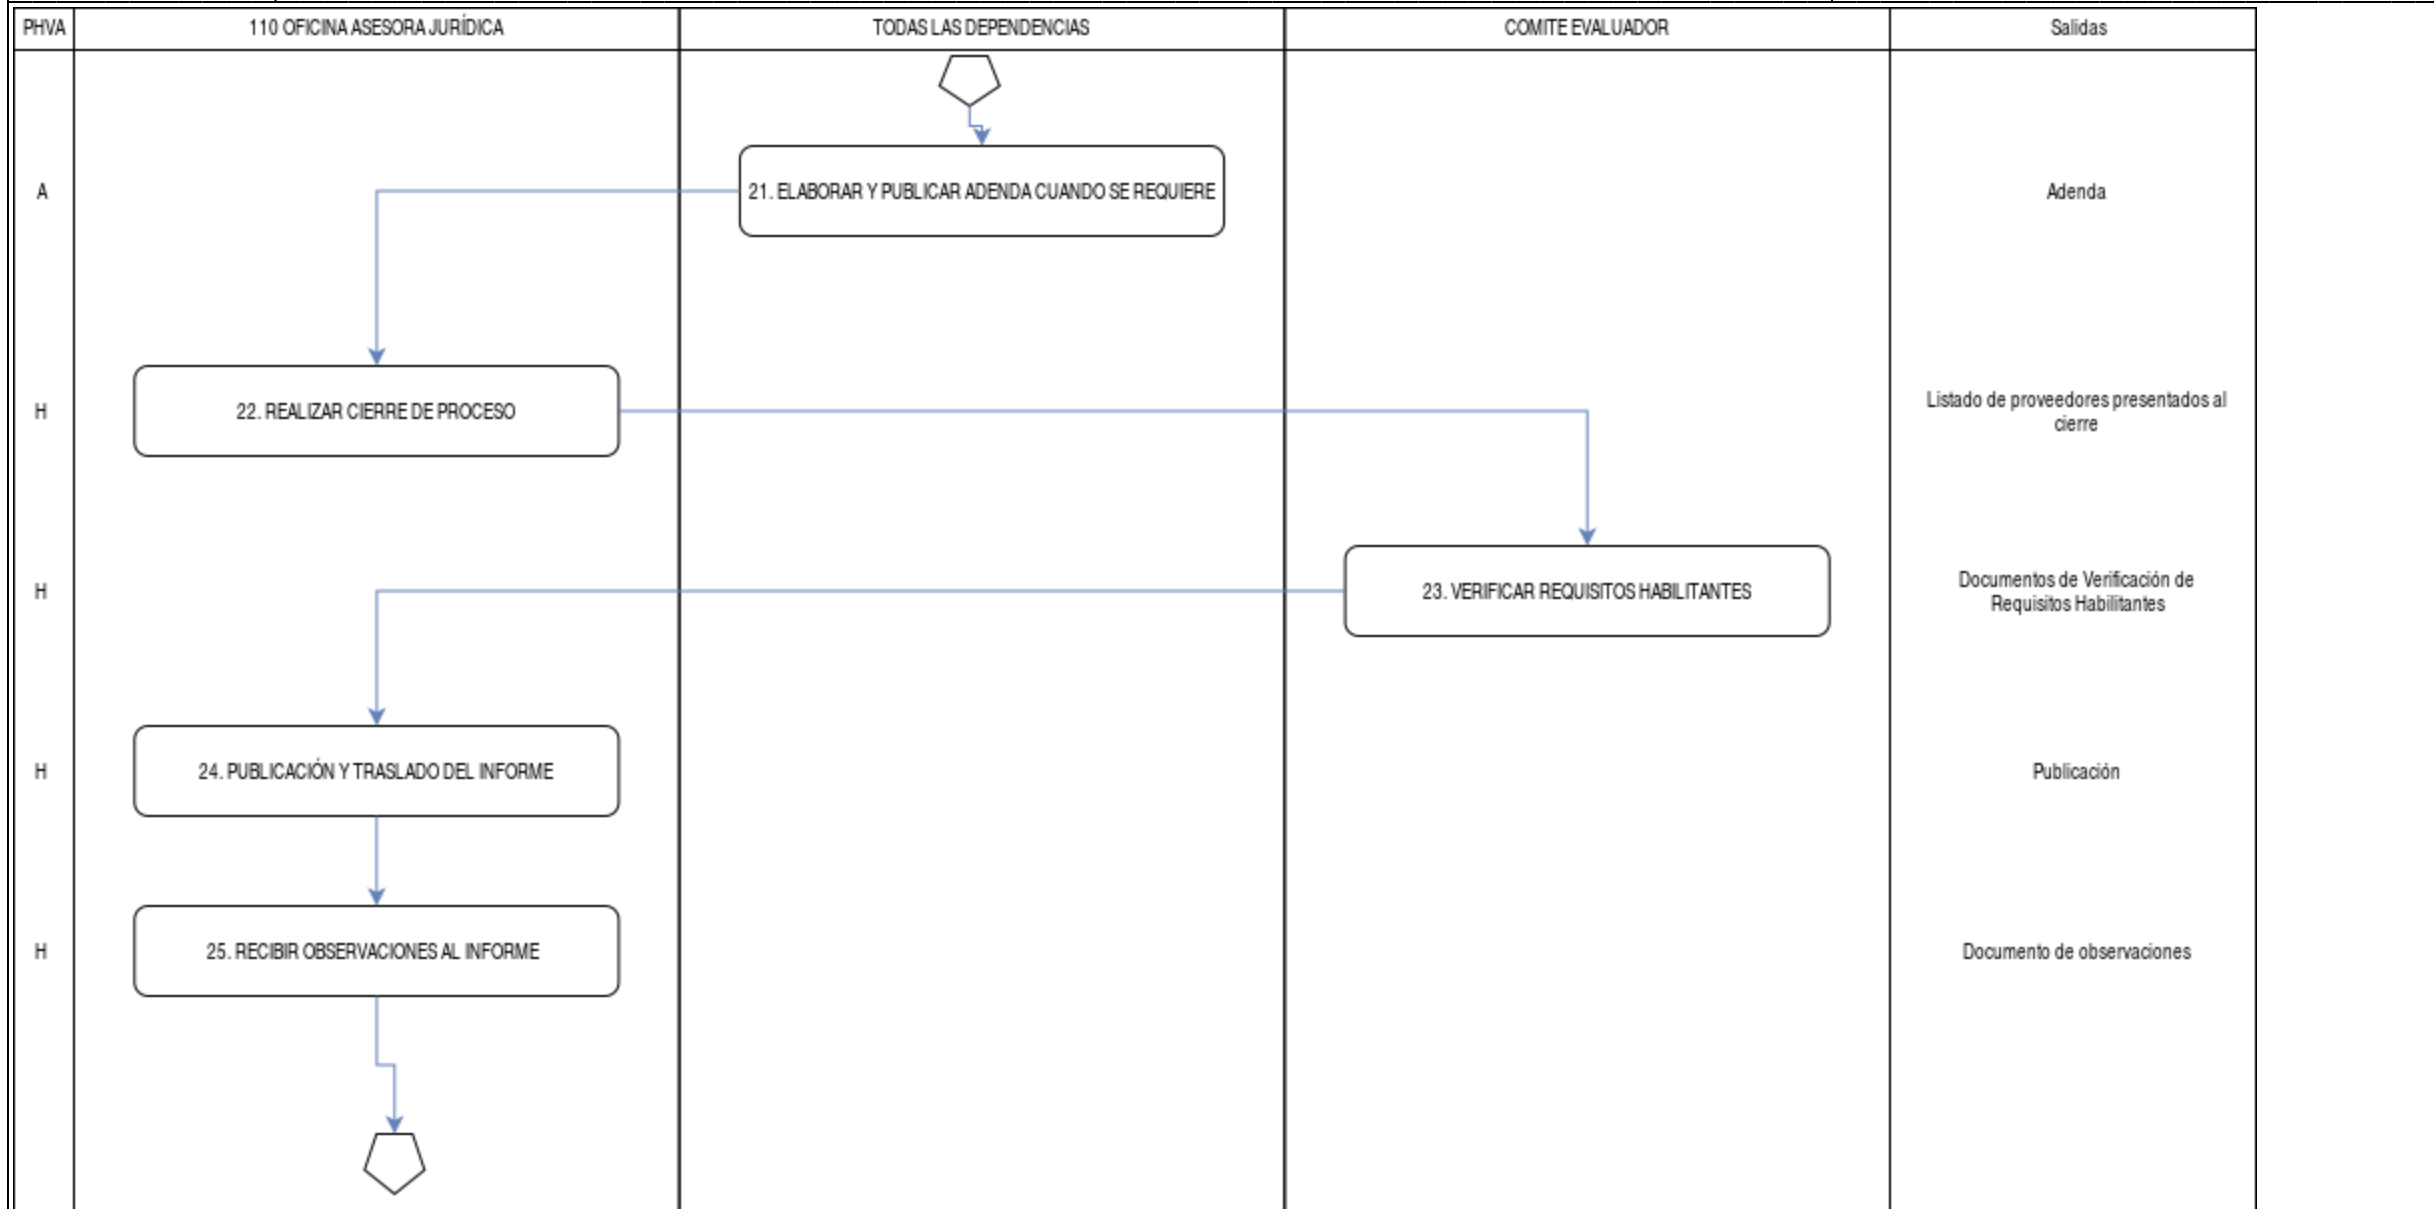 PHVA
110 OFICINA ASESORA JURÍDICA
TODAS LAS DEPENDENCIAS
COMITE EVALUADOR
Salidas
A
21. ELABORAR Y PUBLICAR ADENDA CUANDO SE REQUIERE
Adenda
H
22. REALIZAR CIERRE DE PROCESO
Listado de proveedores presentados al
cierre
H
23. VERIFICAR REQUISITOS HABILITANTES
Documentos de Verificación de
Requisitos Habilitantes
H
24. PUBLICACIÓN Y TRASLADO DEL INFORME
Publicación
H
25. RECIBIR OBSERVACIONES AL INFORME
Documento de observaciones